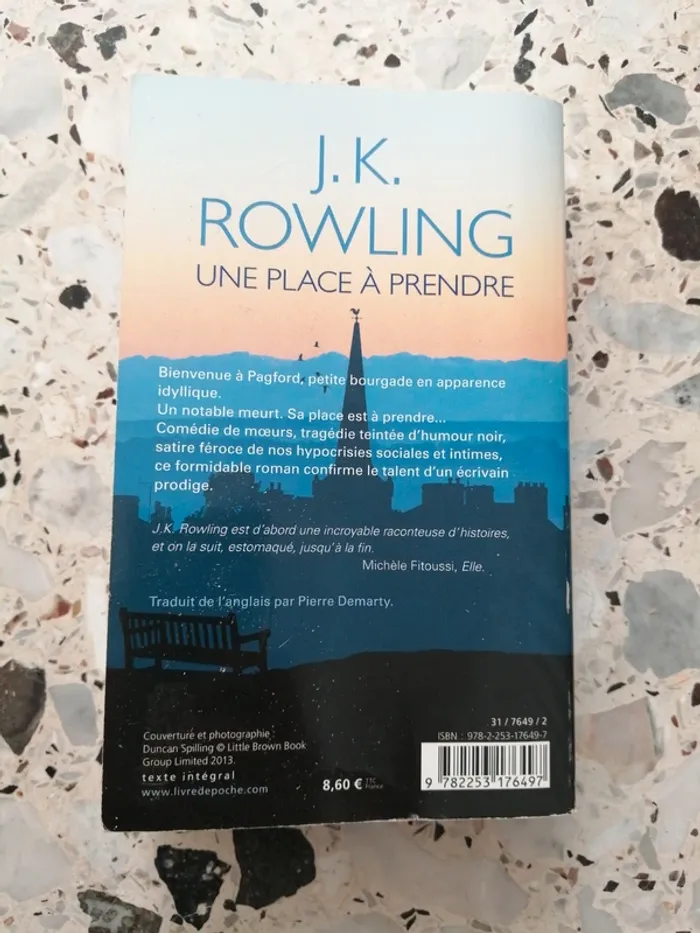 J. K.
ROWLING
UNE PLACE À PRENDRE
Bienvenue à Pagford, petite bourgade en apparence
idyllique.
Un notable meurt. Sa place est à prendre...
Comédie de mœurs, tragédie teintée d'humour noir,
satire féroce de nos hypocrisies sociales et intimes,
ce formidable roman confirme le talent d'un écrivain
prodige.
J.K. Rowling est d'abord une incroyable raconteuse d'histoires,
et on la suit, estomaqué, jusqu'à la fin.
Michèle Fitoussi, Elle.
Traduit de l'anglais par Pierre Demarty.
Couverture et photographie
Duncan Spilling © Little Brown Book
Group Limited 2013.
texte intégral
www.livredepoche.com
8,60 € TTC
France
31 / 7649 / 2
ISBN : 978-2-253-17649-7
9 782253 176497